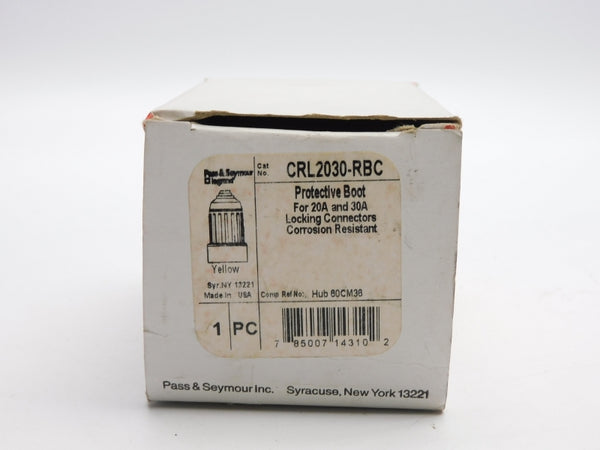 Pass & Seymour
legrand
Cat
No.
CRL2030-RBC
Protective Boot
For 20A and 30A
Locking Connectors
Corrosion Resistant
Yellow
Syr. NY 13221
Made In USA
Comp Ref No:. Hub 60CM36
1 PC
7 85007 14310 2
Pass & Seymour Inc. Syracuse, New York 13221